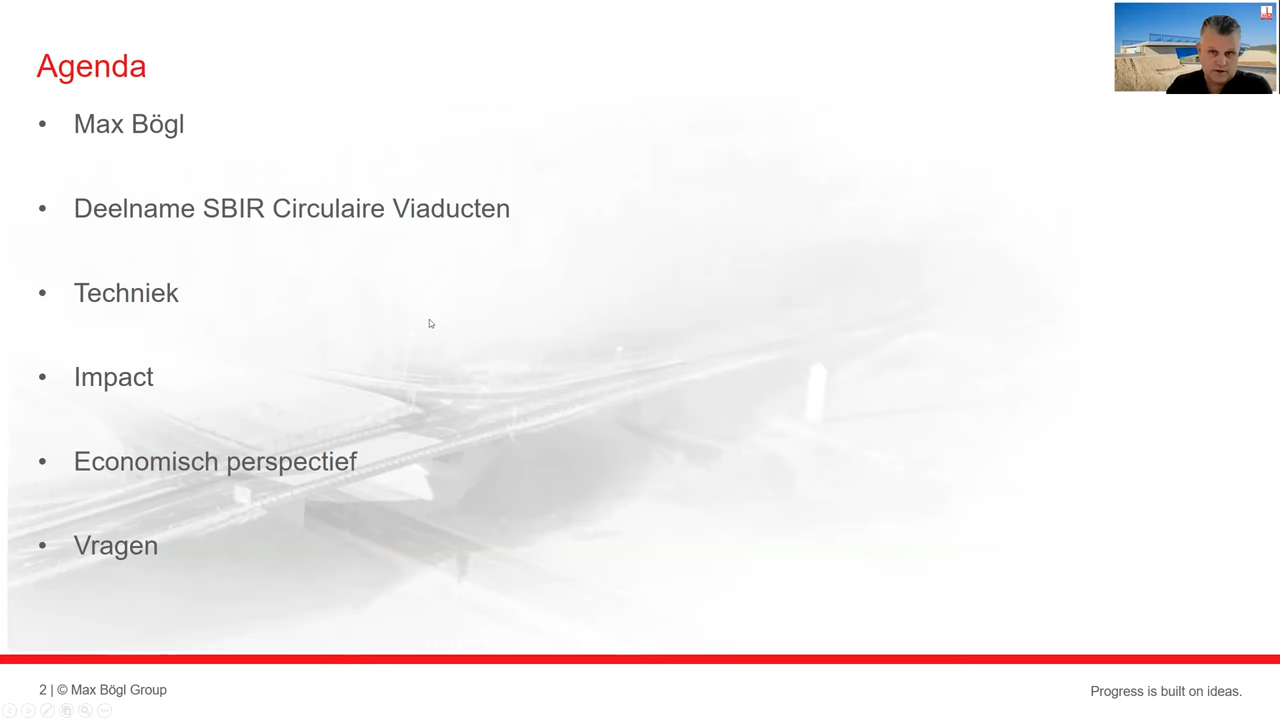 Agenda
• Max Bögl
• Deelname SBIR Circulaire Viaducten
• Techniek
• Impact
• Economisch perspectief
• Vragen
2 | © Max Bögl Group
Progress is built on ideas.